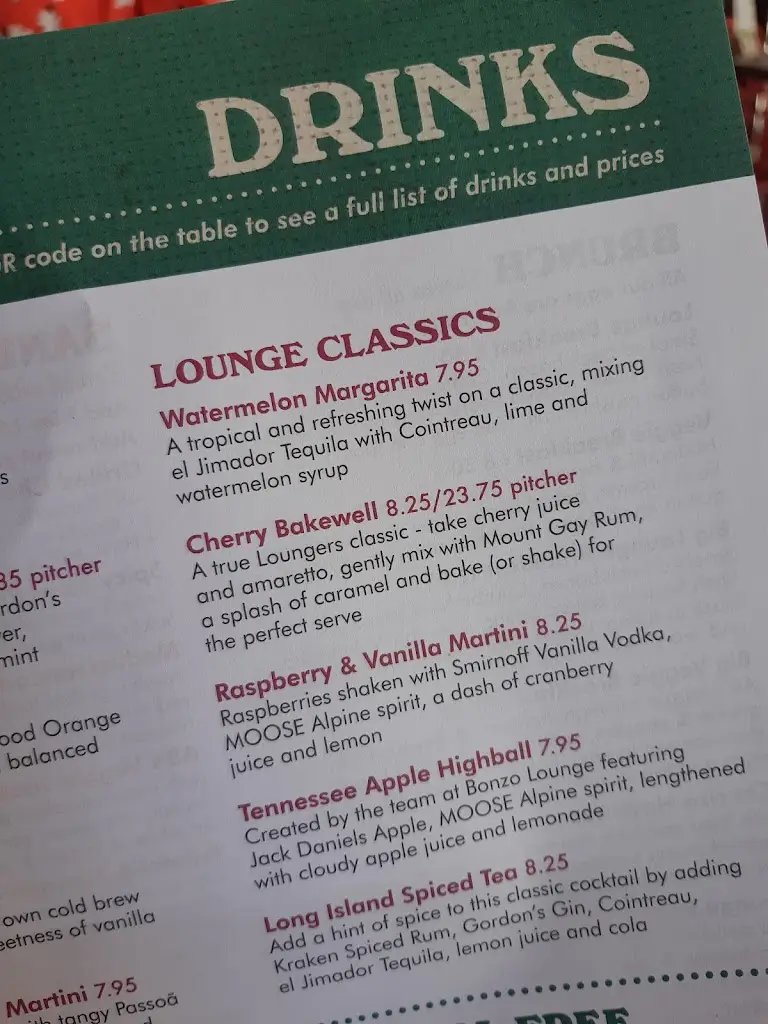 DRINKS
R code on the table to see a full list of drinks and prices
LOUNGE CLASSICS
Watermelon Margarita 7.95
A tropical and refreshing twist on a classic, mixing
el Jimador Tequila with Cointreau, lime and
watermelon syrup
Cherry Bakewell 8.25/23.75 pitcher
A true Loungers classic - take cherry juice
and amaretto, gently mix with Mount Gay Rum,
a splash of caramel and bake (or shake) for
the perfect serve
Raspberry & Vanilla Martini 8.25
Raspberries shaken with Smirnoff Vanilla Vodka,
MOOSE Alpine spirit, a dash of cranberry
juice and lemon
Tennessee Apple Highball 7.95
Created by the team at Bonzo Lounge featuring
Jack Daniels Apple, MOOSE Alpine spirit, lengthened
with cloudy apple juice and lemonade
Long Island Spiced Tea 8.25
Add a hint of spice to this classic cocktail by adding
Kraken Spiced Rum, Gordon's Gin, Cointreau,
el Jimador Tequila, lemon juice and cola
s
35 pitcher
rdon's
er,
mint
ood Orange
balanced
own cold brew
eetness of vanilla
Martini 7.95
ith tangy Passoã
FREE